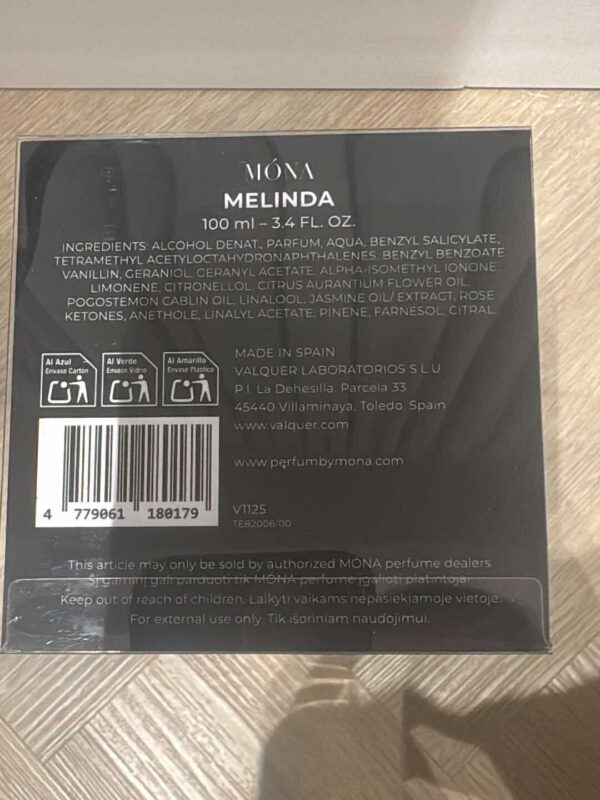 MÓNA
MELINDA
100 ml – 3.4 FL. OZ.
INGREDIENTS: ALCOHOL DENAT., PARFUM, AQUA, BENZYL SALICYLATE,
TETRAMETHYL ACETYLOCTAHYDRONAPHTHALENES. BENZYL BENZOATE
VANILLIN, GERANIOL, GERANYL ACETATE, ALPHA-ISOMETHYL IONONE,
LIMONENE, CITRONELLOL, CITRUS AURANTIUM FLOWER OIL,
POGOSTEMON CABLIN OIL, LINALOOL, JASMINE OIL/ EXTRACT, ROSE
KETONES, ANETHOLE, LINALYL ACETATE, PINENE, FARNESOL, CITRAL.
Al Azul
Envase Cartón
Al Verde
Envase Vidrio
Al Amarillo
Envase Plastico
MADE IN SPAIN
VALQUER LABORATORIOS S.L.U
P.I. La Dehesilla. Parcela 33
45440 Villaminaya, Toledo. Spain
www.valquer.com
www.perfumbymona.com
4 779061 180179
V1125
TE82006.00
This article may only be sold by authorized MÓNA perfume dealers.
Šį gaminį gali parduoti tik MÓNA perfume įgalioti platintojai.
Keep out of reach of children. Laikyti vaikams nepasiekiamoje vietoje.
For external use only. Tik išoriniam naudojimui.